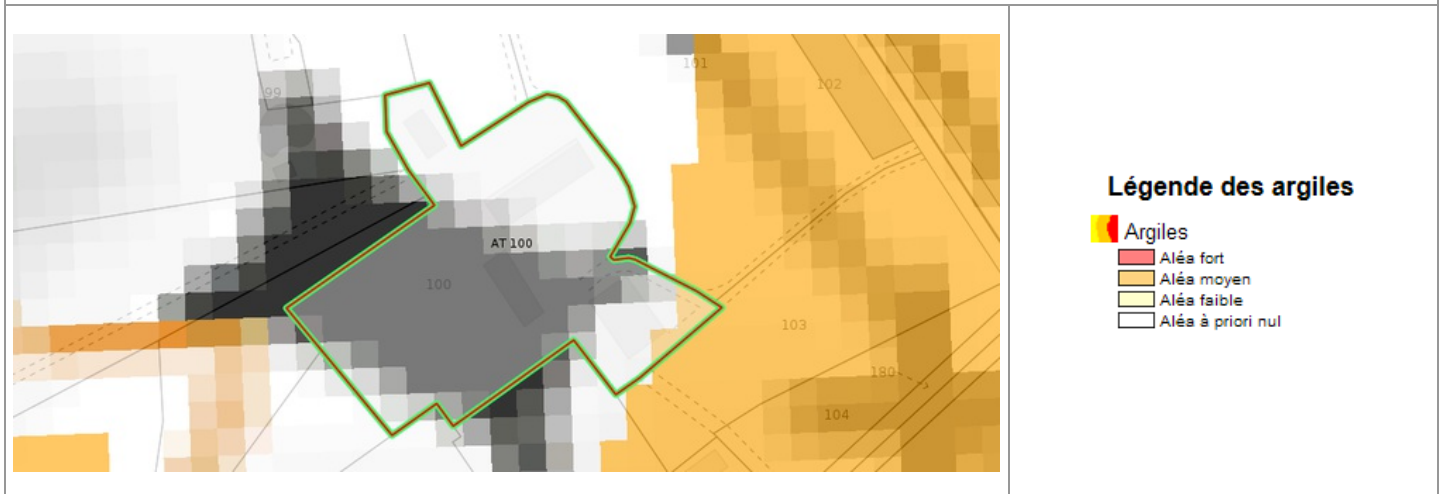 101
102
99
AT 100
100
103
180
104
Légende des argiles
Argiles
Aléa fort
Aléa moyen
Aléa faible
Aléa à priori nul